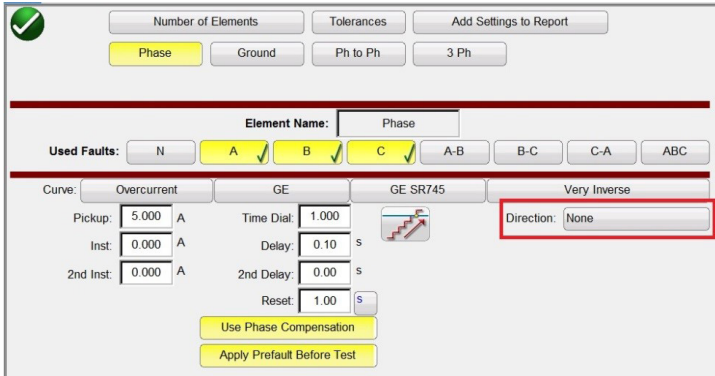 Number of Elements Tolerances Add Settings to Report
Phase Ground Ph to Ph 3 Ph
Element Name: Phase
Used Faults: N A B C A-B B-C C-A ABC
Curve: Overcurrent GE GE SR745 Very Inverse
Pickup: 5.000 A Time Dial: 1.000 Direction: None
Inst: 0.000 A Delay: 0.10 s
2nd Inst: 0.000 A 2nd Delay: 0.00 s
Reset: 1.00 s
Use Phase Compensation
Apply Prefault Before Test